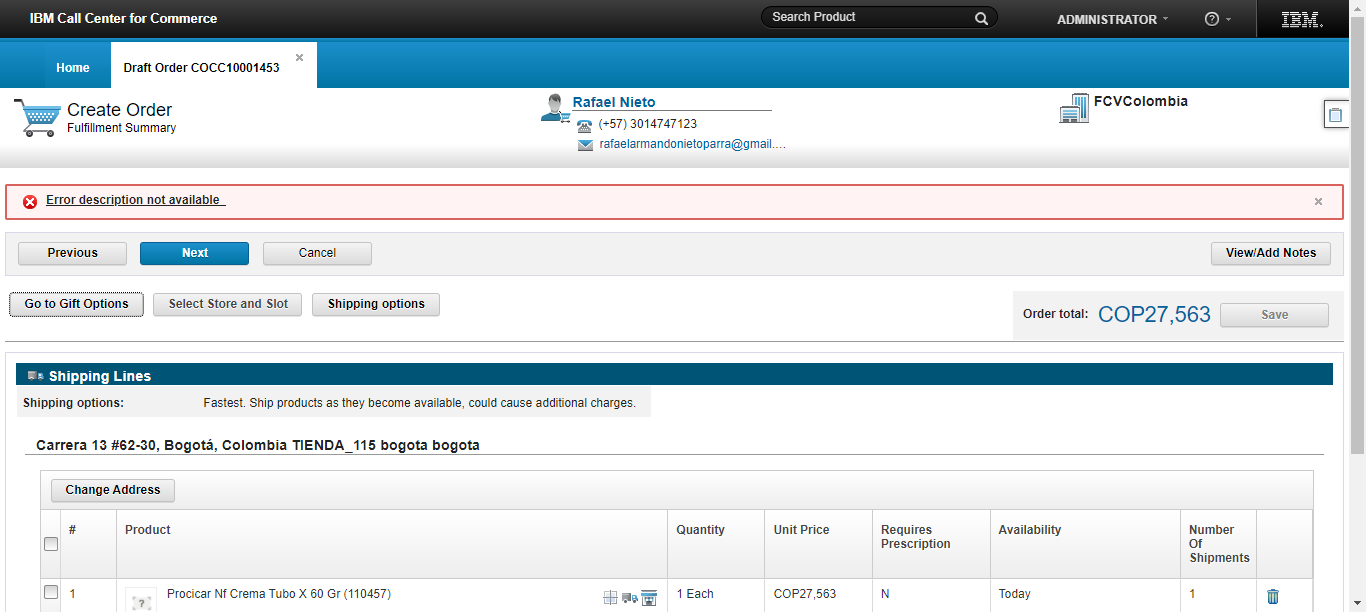 IBM Call Center for Commerce
Search Product
ADMINISTRATOR
IBM.
Home
Draft Order COCC10001453
Create Order
Fulfillment Summary
Rafael Nieto
(+57) 3014747123
rafaelarmandonietoparra@gmail....
FCVColombia
Error description not available
Previous
Next
Cancel
View/Add Notes
Go to Gift Options
Select Store and Slot
Shipping options
Order total: COP27,563
Save
Shipping Lines
Shipping options: Fastest. Ship products as they become available, could cause additional charges.
Carrera 13 #62-30, Bogotá, Colombia TIENDA_115 bogota bogota
Change Address
# Product Quantity Unit Price Requires Prescription Availability Number Of Shipments
1 Procicar Nf Crema Tubo X 60 Gr (110457) 1 Each COP27,563 N Today 1